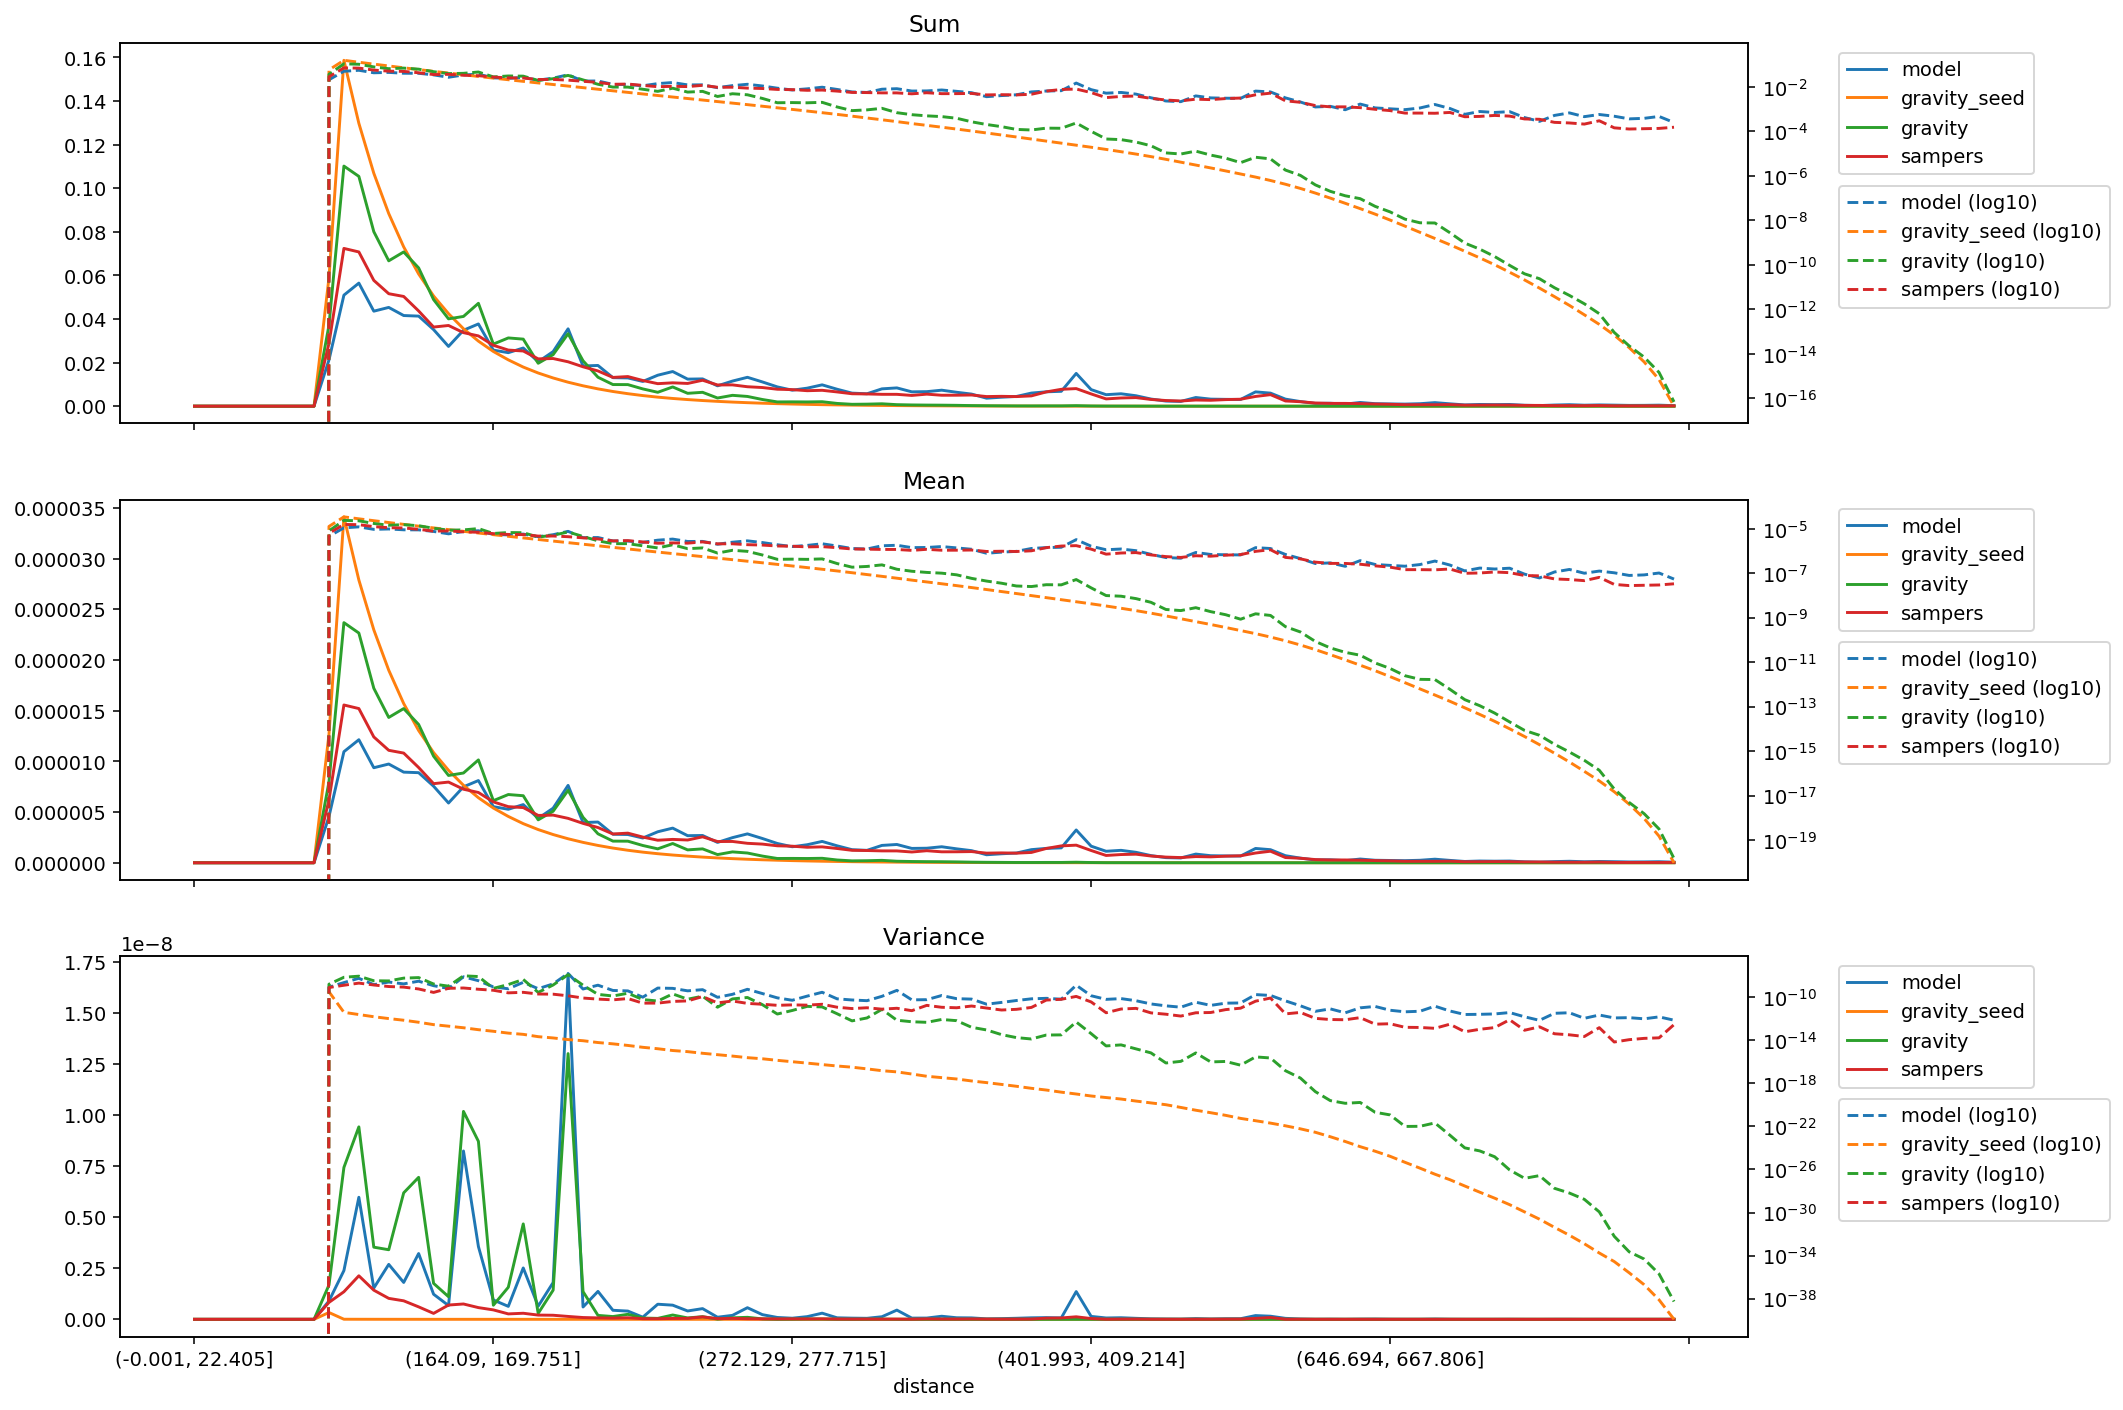 Sum
0.16
0.14
0.12
0.10
0.08
0.06
0.04
0.02
0.00
10⁻²
10⁻⁴
10⁻⁶
10⁻⁸
10⁻¹⁰
10⁻¹²
10⁻¹⁴
10⁻¹⁶
model
gravity_seed
gravity
sampers
model (log10)
gravity_seed (log10)
gravity (log10)
sampers (log10)
Mean
0.000035
0.000030
0.000025
0.000020
0.000015
0.000010
0.000005
0.000000
10⁻⁵
10⁻⁷
10⁻⁹
10⁻¹¹
10⁻¹³
10⁻¹⁵
10⁻¹⁷
10⁻¹⁹
model
gravity_seed
gravity
sampers
model (log10)
gravity_seed (log10)
gravity (log10)
sampers (log10)
Variance
1e−8
1.75
1.50
1.25
1.00
0.75
0.50
0.25
0.00
10⁻¹⁰
10⁻¹⁴
10⁻¹⁸
10⁻²²
10⁻²⁶
10⁻³⁰
10⁻³⁴
10⁻³⁸
model
gravity_seed
gravity
sampers
model (log10)
gravity_seed (log10)
gravity (log10)
sampers (log10)
(-0.001, 22.405]
(164.09, 169.751]
(272.129, 277.715]
(401.993, 409.214]
(646.694, 667.806]
distance